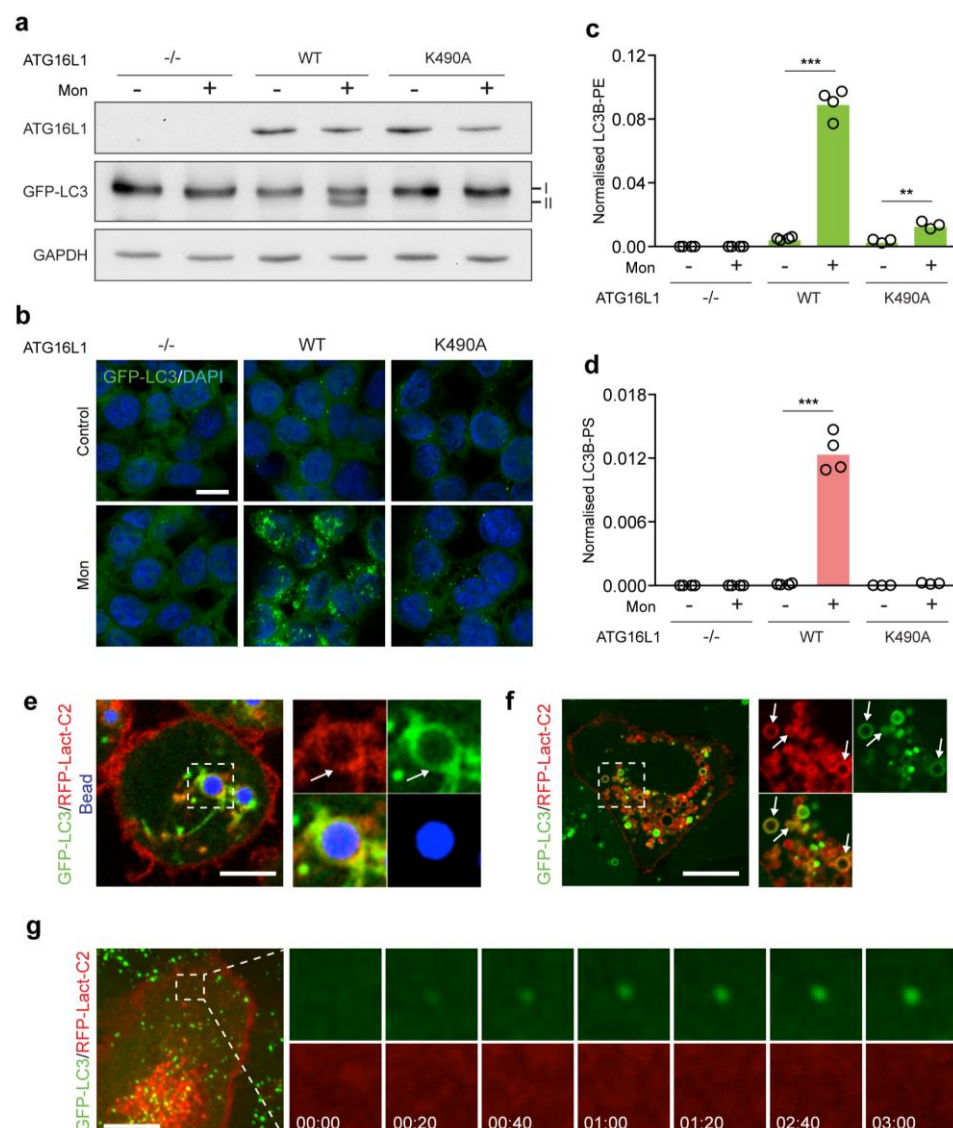 a
ATG16L1 -/- WT K490A
Mon - + - + - +
ATG16L1
GFP-LC3
I
II
GAPDH
b
ATG16L1 -/- WT K490A
GFP-LC3/DAPI
Control
Mon
c
Normalised LC3B-PE
0.12
0.08
0.04
0.00
***
**
Mon - + - + - +
ATG16L1 -/- WT K490A
d
Normalised LC3B-PS
0.018
0.012
0.006
0.000
***
Mon - + - + - +
ATG16L1 -/- WT K490A
e
GFP-LC3/RFP-Lact-C2
Bead
f
GFP-LC3/RFP-Lact-C2
g
GFP-LC3/RFP-Lact-C2
00:00 00:20 00:40 01:00 01:20 02:40 03:00